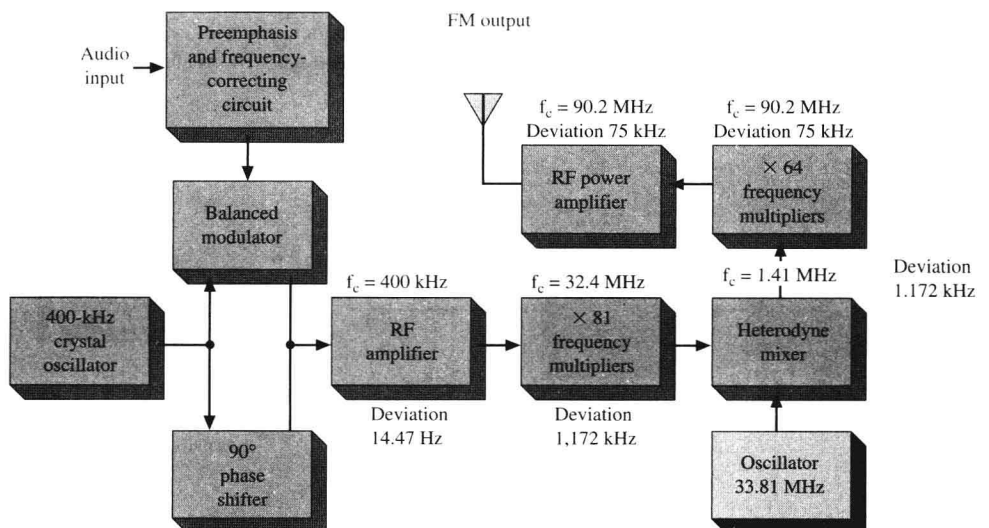 Preemphasis
and frequency-
correcting
circuit
Audio
input
FM output
f_c = 90.2 MHz
Deviation 75 kHz
f_c = 90.2 MHz
Deviation 75 kHz
RF power
amplifier
× 64
frequency
multipliers
Balanced
modulator
f_c = 400 kHz
f_c = 32.4 MHz
f_c = 1.41 MHz
Deviation
1.172 kHz
400-kHz
crystal
oscillator
RF
amplifier
× 81
frequency
multipliers
Heterodyne
mixer
Deviation
14.47 Hz
Deviation
1,172 kHz
90°
phase
shifter
Oscillator
33.81 MHz